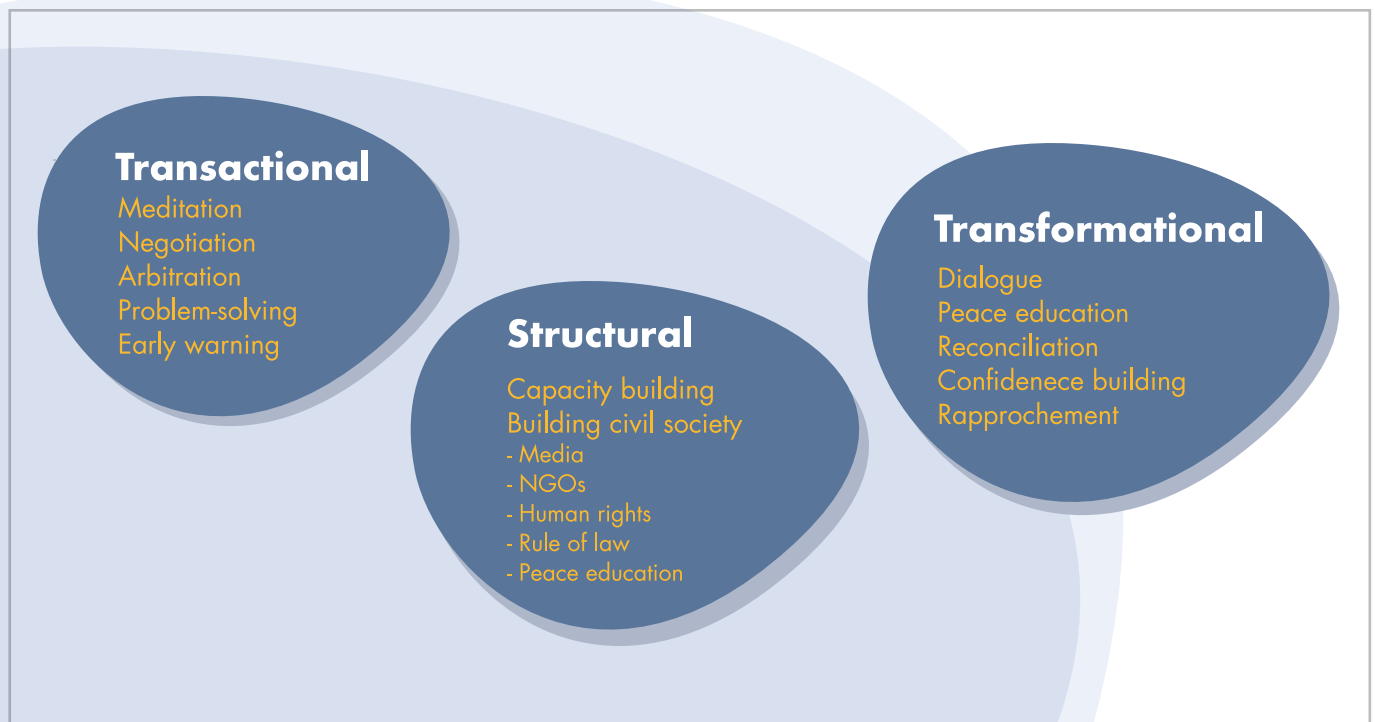 Transactional
Meditation
Negotiation
Arbitration
Problem-solving
Early warning
Structural
Capacity building
Building civil society
- Media
- NGOs
- Human rights
- Rule of law
- Peace education
Transformational
Dialogue
Peace education
Reconciliation
Confidenece building
Rapprochement